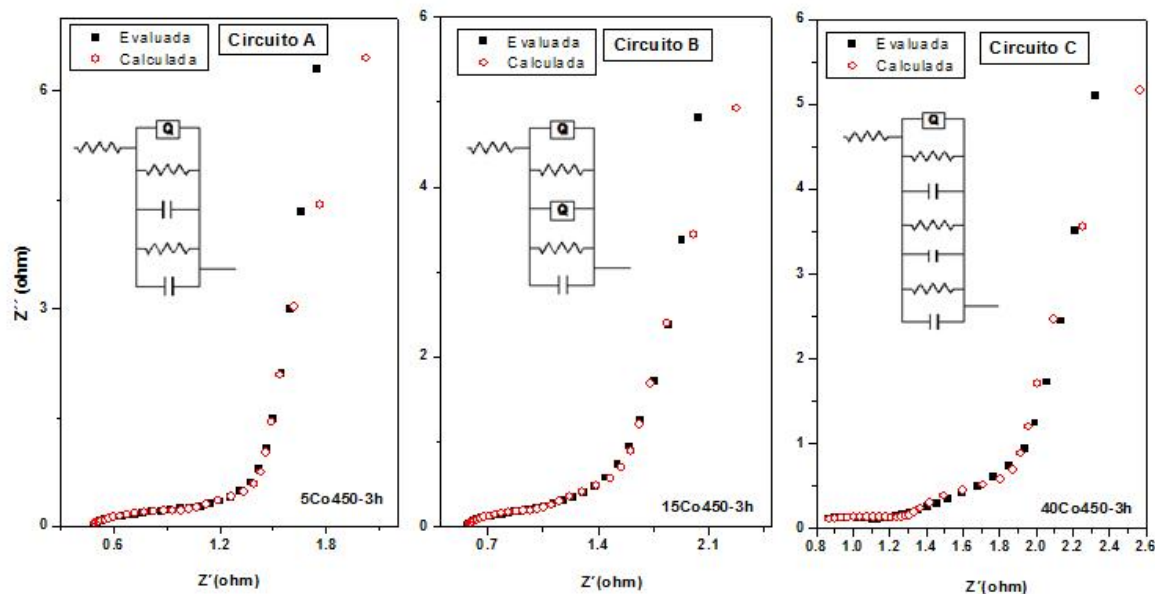 Evaluada
Calculada
Circuito A
Q
6
3
0
0.6
1.2
1.8
Z´´ (ohm)
Z´(ohm)
5Co450-3h
Evaluada
Calculada
Circuito B
Q
Q
6
4
2
0
0.7
1.4
2.1
Z´(ohm)
15Co450-3h
Evaluada
Calculada
Circuito C
Q
6
5
4
3
2
1
0
0.8
1.0
1.2
1.4
1.6
1.8
2.0
2.2
2.4
2.6
Z´(ohm)
40Co450-3h